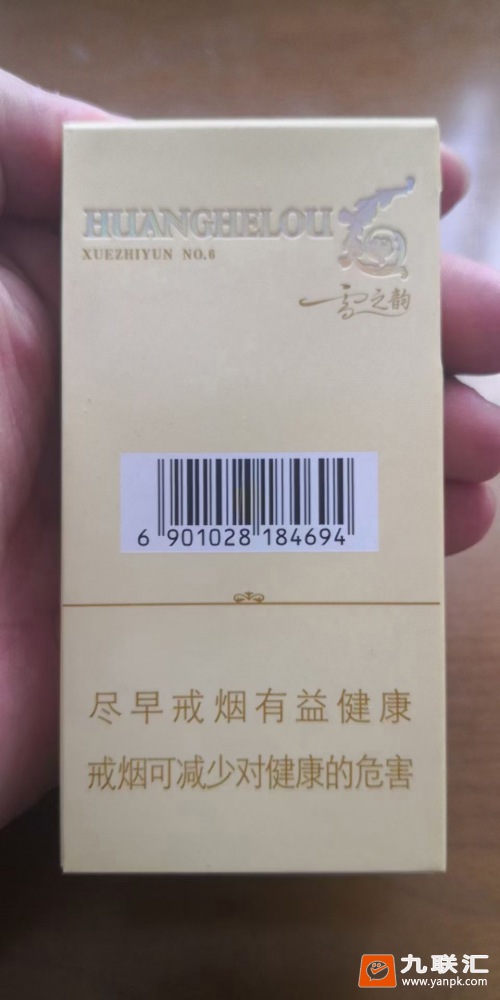 HUANGHELOU
XUEZHIYUN NO.6
雪之韵
6 901028 184694
尽早戒烟有益健康
戒烟可减少对健康的危害
九联汇
www.yanpk.com